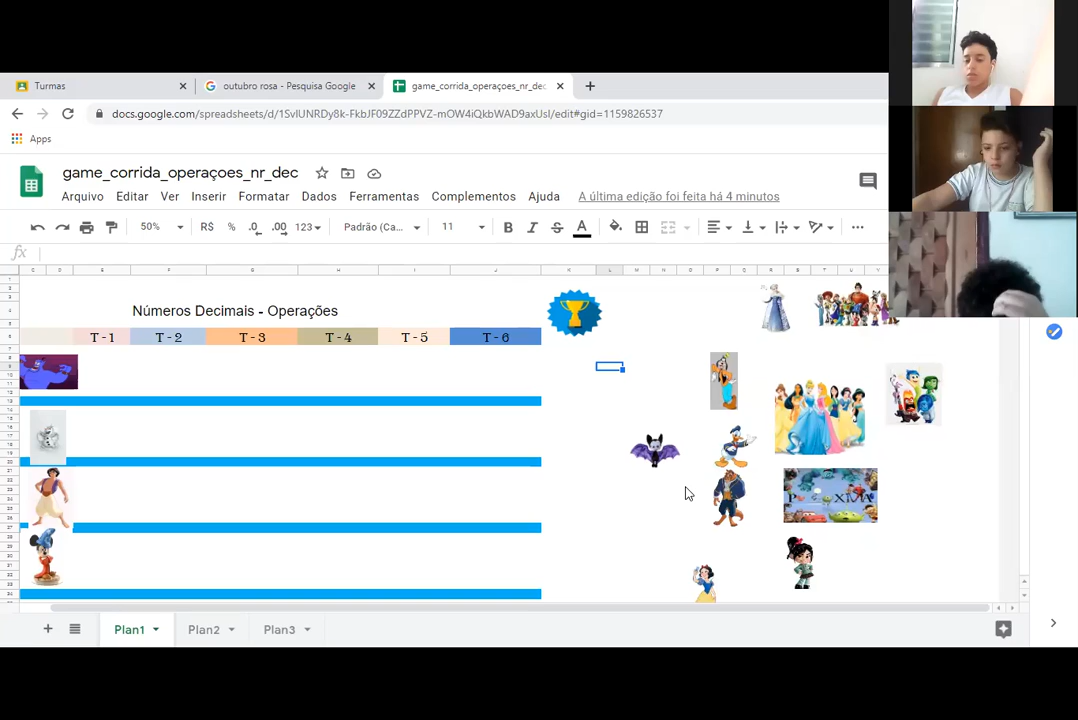 Turmas
outubro rosa - Pesquisa Google
game_corrida_operaçoes_nr_dec
docs.google.com/spreadsheets/d/1SvIUNRDy8k-FkbJF09ZZdPPVZ-mOW4iQkbWAD9axUsI/edit#gid=1159826537
Apps
game_corrida_operaçoes_nr_dec
Arquivo Editar Ver Inserir Formatar Dados Ferramentas Complementos Ajuda A última edição foi feita há 4 minutos
50% R$ % .0 .00 123 Padrão (Ca... 11 B I S A
fx
Números Decimais - Operações
T - 1 T - 2 T - 3 T - 4 T - 5 T - 6
Plan1 Plan2 Plan3